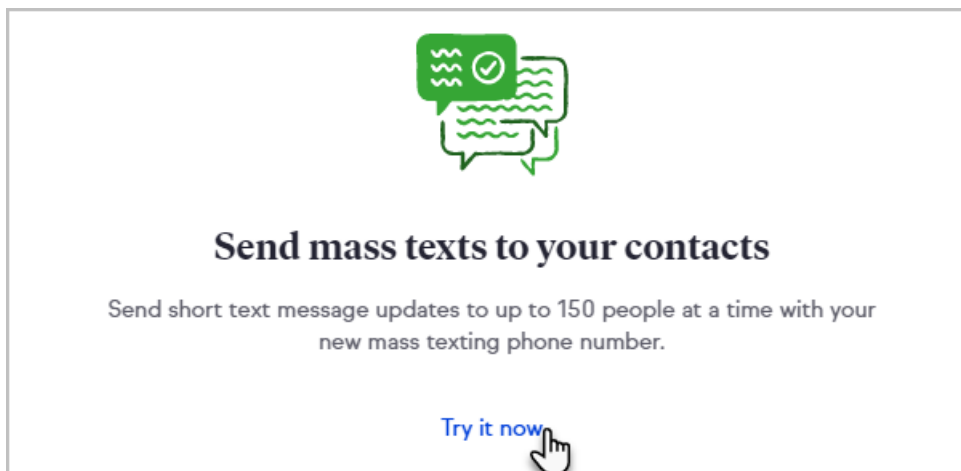 Send mass texts to your contacts
Send short text message updates to up to 150 people at a time with your
new mass texting phone number.
Try it now